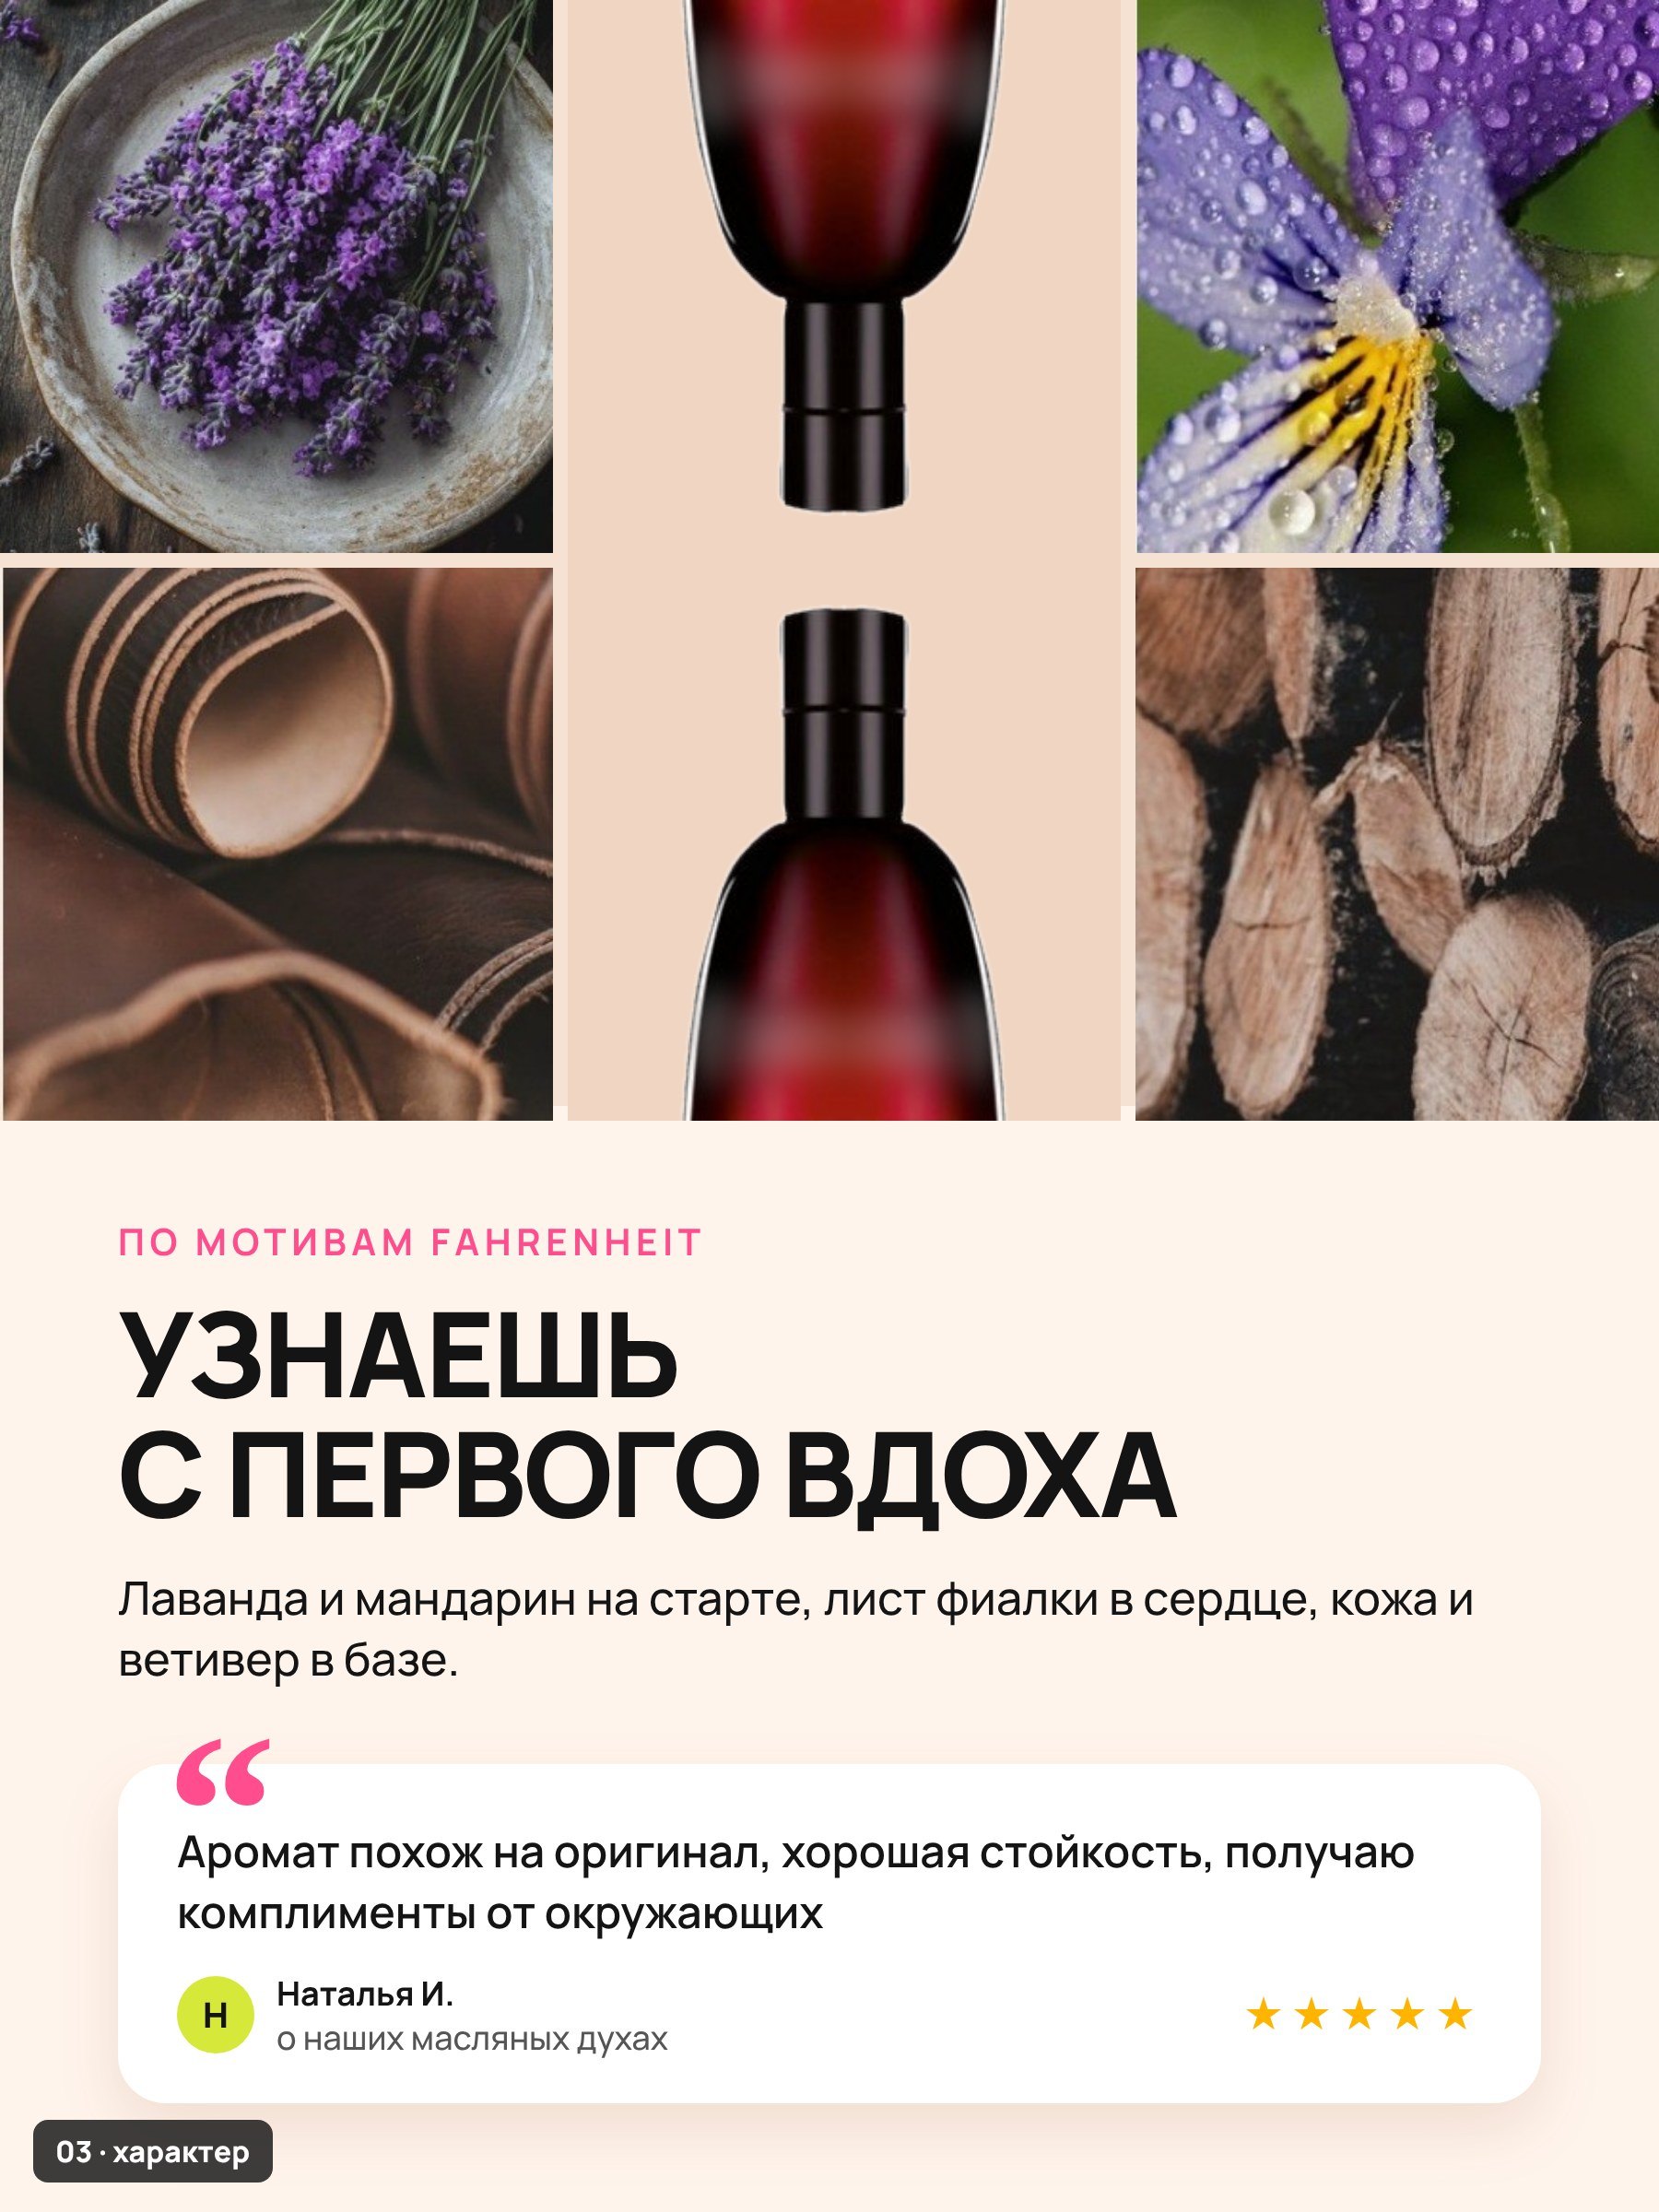 ПО МОТИВАМ FAHRENHEIT
УЗНАЕШЬ
С ПЕРВОГО ВДОХА
Лаванда и мандарин на старте, лист фиалки в сердце, кожа и
ветивер в базе.
“
Аромат похож на оригинал, хорошая стойкость, получаю
комплименты от окружающих
Н
Наталья И.
о наших масляных духах
★★★★★
03 · характер